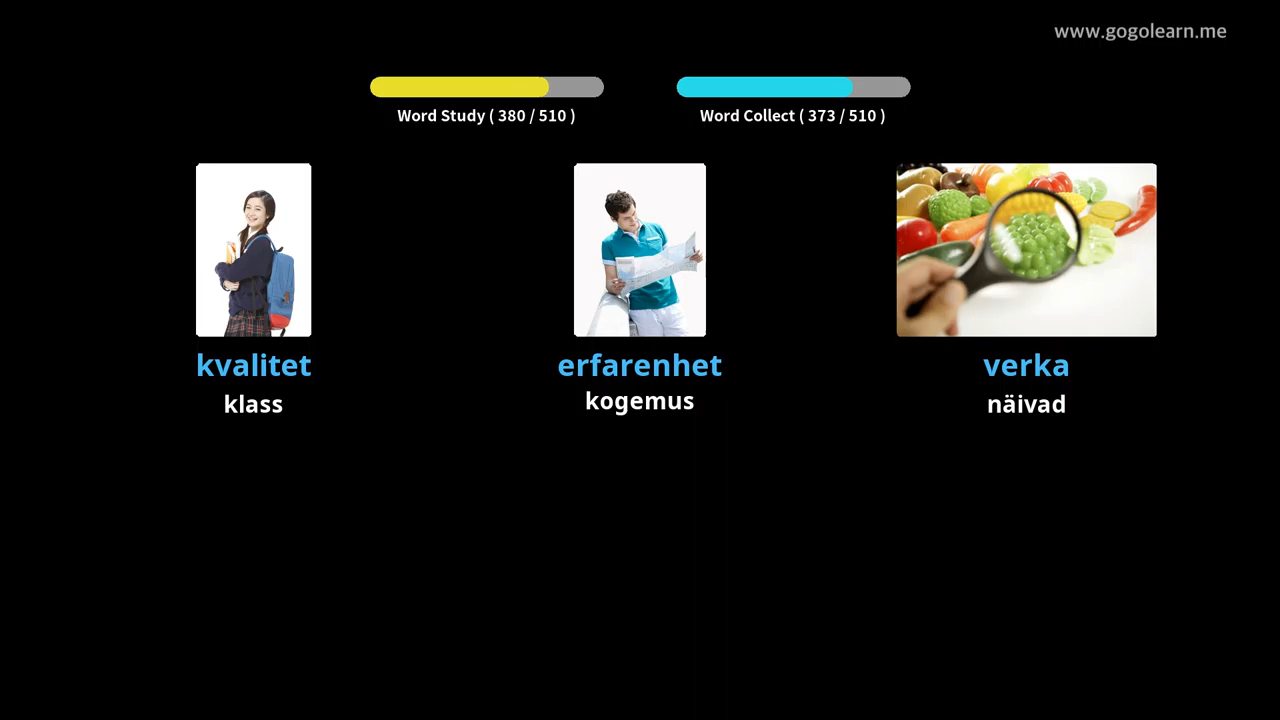 www.gogolearn.me
Word Study ( 380 / 510 )
Word Collect ( 373 / 510 )
kvalitet
klass
erfarenhet
kogemus
verka
näivad